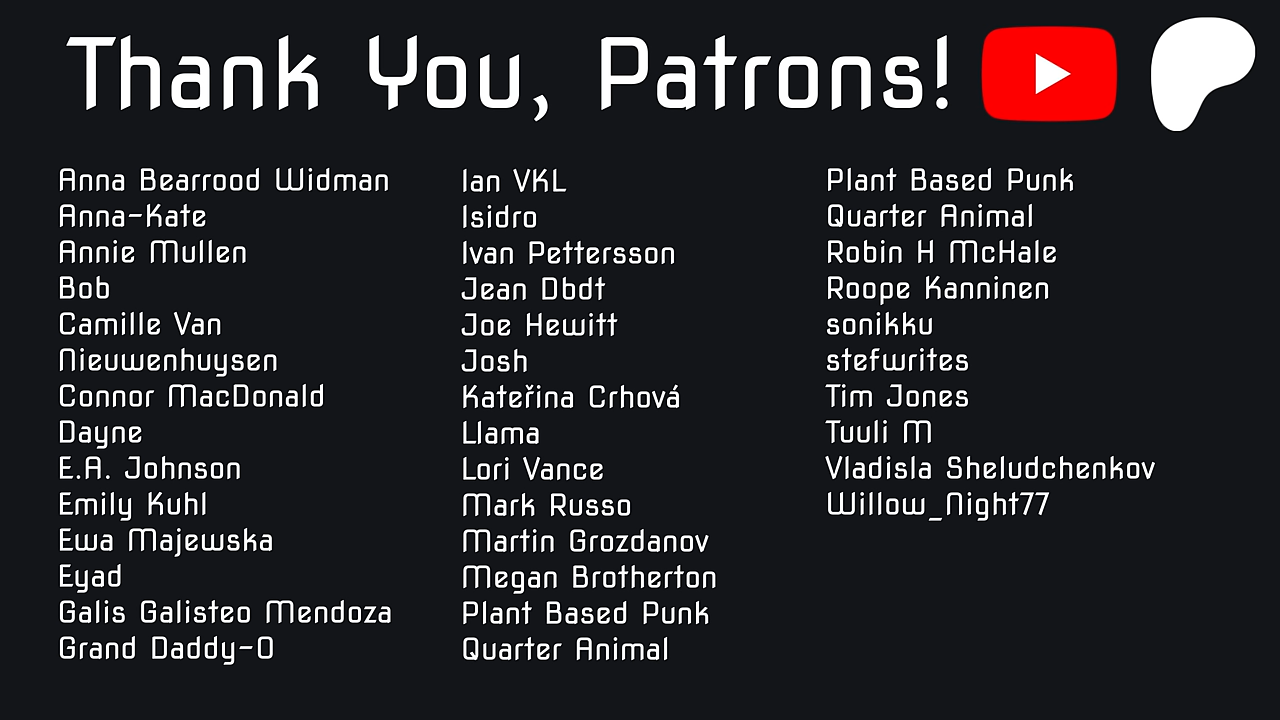 Thank You, Patrons!
Anna Bearrood Widman
Anna-Kate
Annie Mullen
Bob
Camille Van
Nieuwenhuysen
Connor MacDonald
Dayne
E.A. Johnson
Emily Kuhl
Ewa Majewska
Eyad
Galis Galisteo Mendoza
Grand Daddy-O
Ian VKL
Isidro
Ivan Pettersson
Jean Dbdt
Joe Hewitt
Josh
Kateřina Crhová
Llama
Lori Vance
Mark Russo
Martin Grozdanov
Megan Brotherton
Plant Based Punk
Quarter Animal
Plant Based Punk
Quarter Animal
Robin H McHale
Roope Kanninen
sonikku
stefwrites
Tim Jones
Tuuli M
Vladisla Sheludchenkov
Willow_Night77